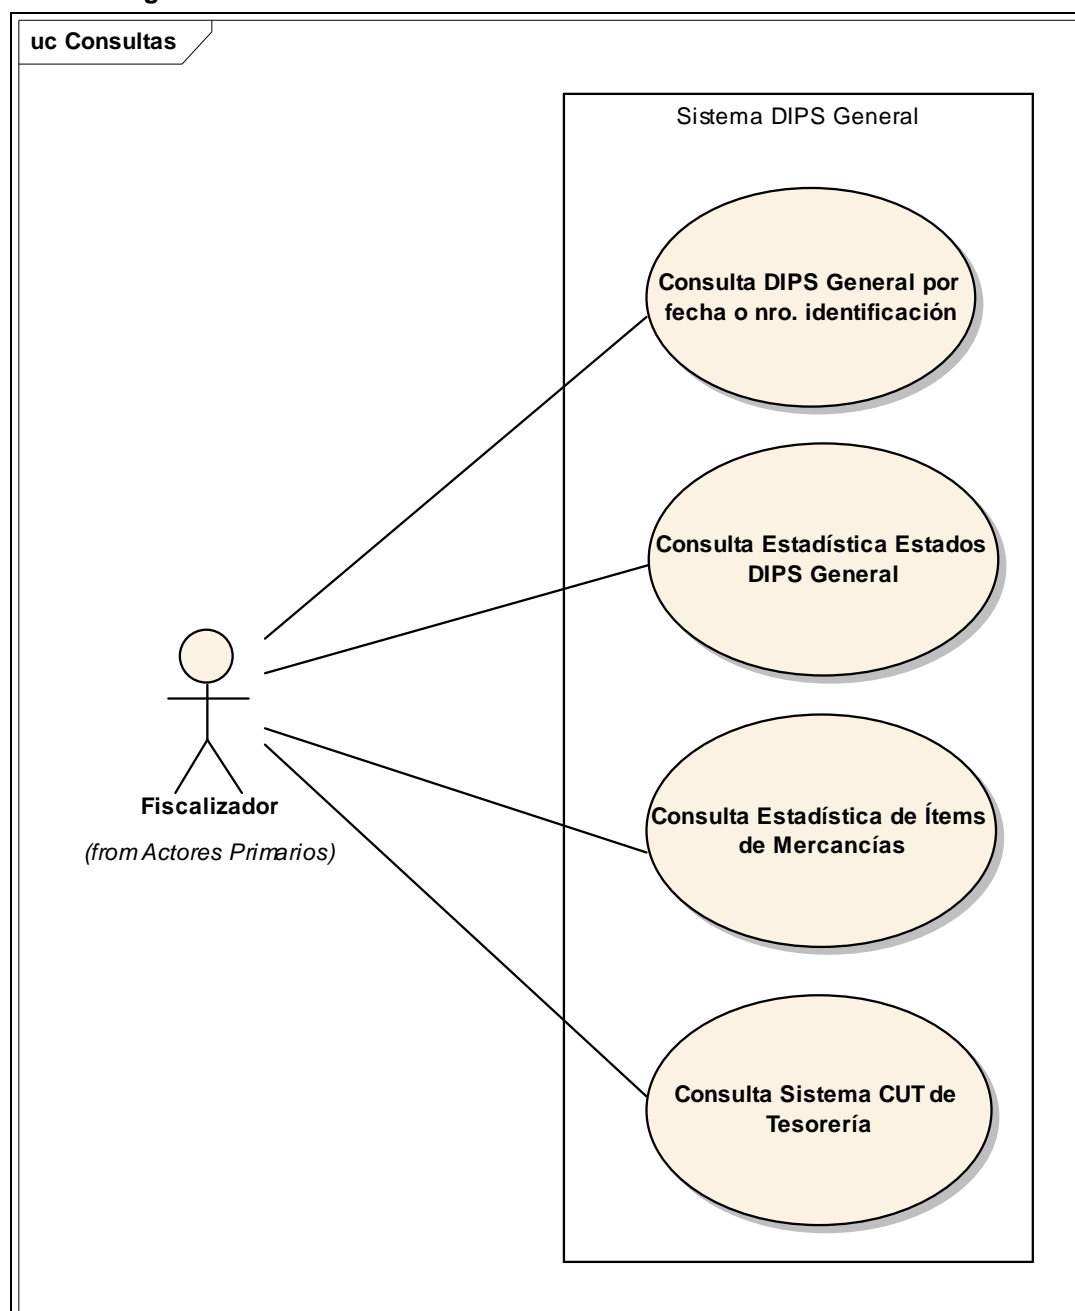 uc Consultas
Sistema DIPS General
Consulta DIPS General por
fecha o nro. identificación
Consulta Estadística Estados
DIPS General
Fiscalizador
(from Actores Primarios)
Consulta Estadística de Ítems
de Mercancías
Consulta Sistema CUT de
Tesorería